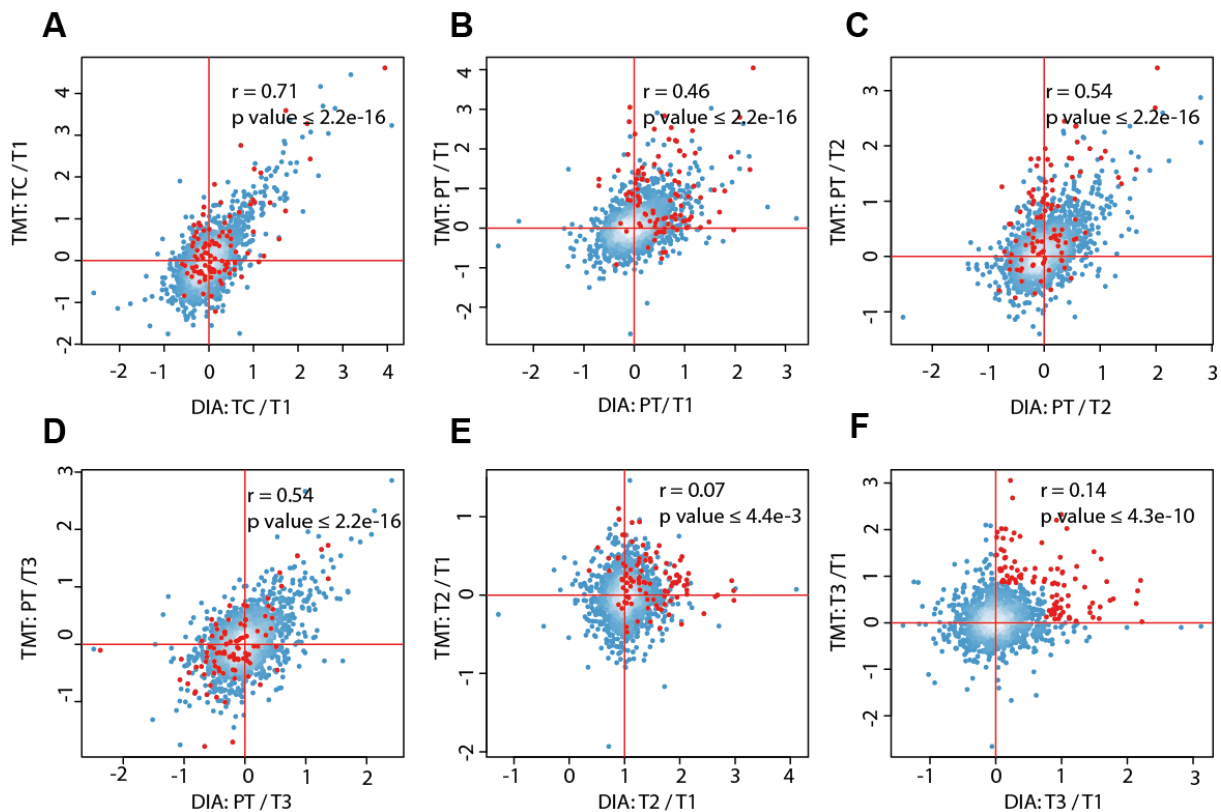 A
B
C
r = 0.71
p value ≤ 2.2e-16
TMT: TC / T1
4
3
2
1
0
-1
-2
-2 -1 0 1 2 3 4
DIA: TC / T1
r = 0.46
p value ≤ 2.2e-16
TMT: PT / T1
4
3
2
1
0
-1
-2
-2 -1 0 1 2 3
DIA: PT/ T1
r = 0.54
p value ≤ 2.2e-16
TMT: PT / T2
3
2
1
0
-1
-2 -1 0 1 2 3
DIA: PT / T2
D
E
F
r = 0.54
p value ≤ 2.2e-16
TMT: PT /T3
3
2
1
0
-1
-2 -1 0 1 2
DIA: PT / T3
r = 0.07
p value ≤ 4.4e-3
TMT: T2 / T1
1
0
-1
-2
-1 0 1 2 3 4
DIA: T2 / T1
r = 0.14
p value ≤ 4.3e-10
TMT: T3 /T1
3
2
1
0
-1
-2
-1 0 1 2 3
DIA: T3 / T1